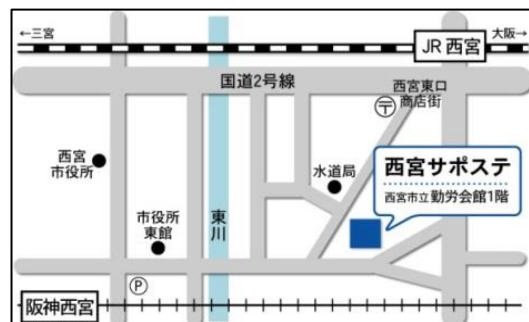 ←三宮
大阪→
JR 西宮
国道2号線
西宮東口
商店街
〒
西宮
市役所
水道局
西宮サポステ
西宮市立勤労会館1階
市役所
東館
東川
P
阪神西宮